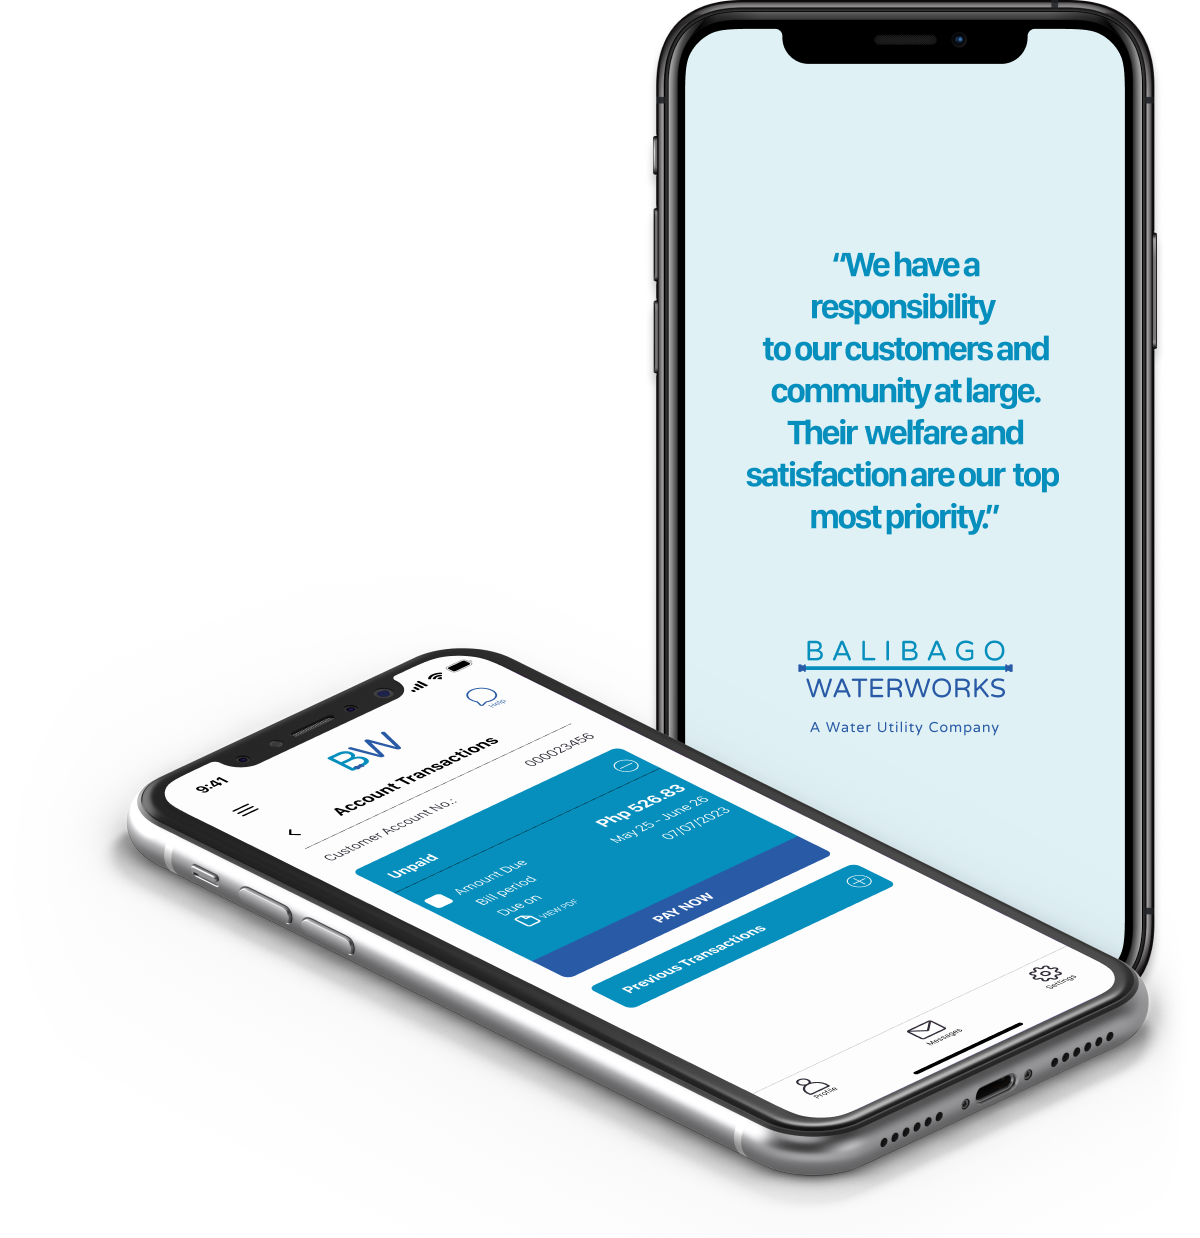 “We have a
responsibility
to our customers and
community at large.
Their welfare and
satisfaction are our top
most priority.”
BALIBAGO
WATERWORKS
A Water Utility Company
9:41
Help
BW
Account Transactions
Customer Account No.: 000023456
Unpaid
Amount Due Php 526.83
Bill period May 25 - June 26
Due on 07/07/2023
VIEW PDF
PAY NOW
Previous Transactions
Profile
Messages
Settings